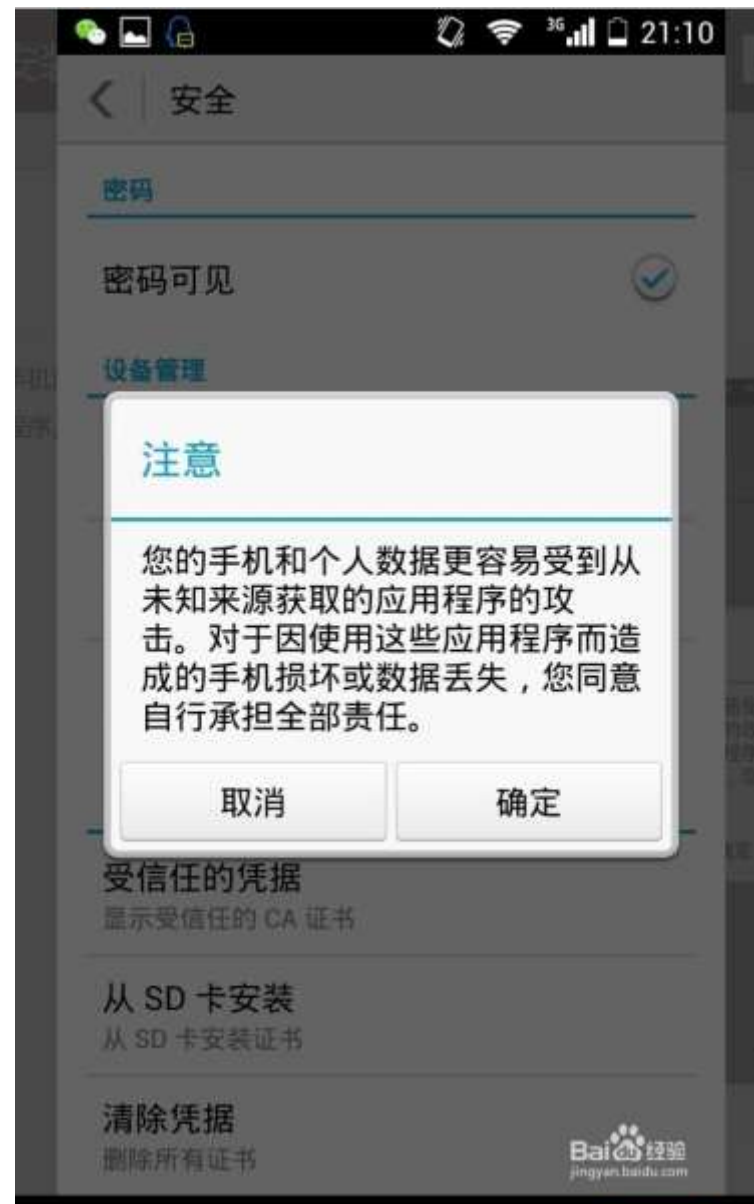 3G 21:10
安全
密码
密码可见
设备管理
注意
您的手机和个人数据更容易受到从
未知来源获取的应用程序的攻
击。对于因使用这些应用程序而造
成的手机损坏或数据丢失，您同意
自行承担全部责任。
取消 确定
受信任的凭据
显示受信任的 CA 证书
从 SD 卡安装
从 SD 卡安装证书
清除凭据
删除所有证书
Bai du 经验
jingyan.baidu.com